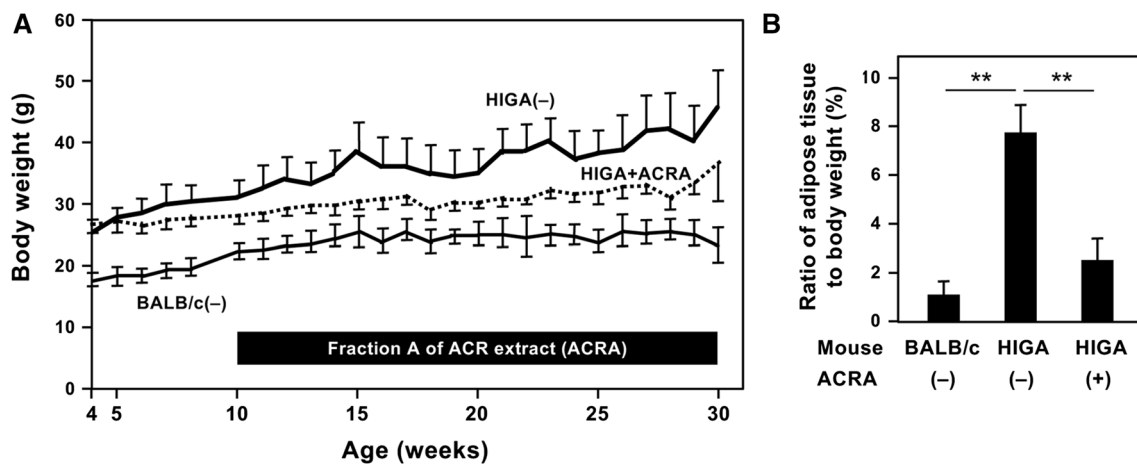 A
Body weight (g)
60
50
40
30
20
10
0
HIGA(–)
HIGA+ACRA
BALB/c(–)
Fraction A of ACR extract (ACRA)
4 5 10 15 20 25 30
Age (weeks)
B
Ratio of adipose tissue
to body weight (%)
10
8
6
4
2
0
** **
Mouse BALB/c HIGA HIGA
ACRA (–) (–) (+)